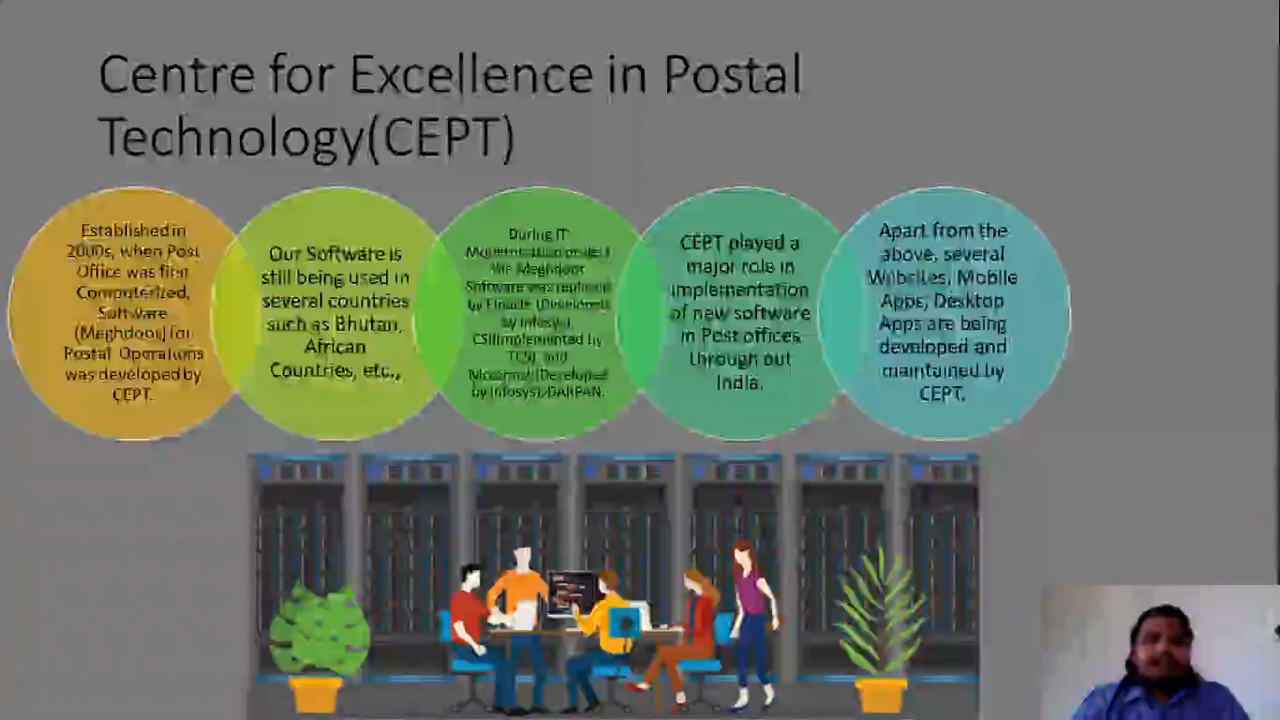 Centre for Excellence in Postal
Technology(CEPT)
Established in
2000s, when Post
Office was first
Computerized,
Software
(Meghdoot) for
Postal Operations
was developed by
CEPT.
Our Software is
still being used in
several countries
such as Bhutan,
African
Countries, etc.,
During IT
Modernization project
the Meghdoot
Software was replaced
by Finacle (Developed
by Infosys),
CSI(Implemented by
TCS), and
(Developed
by Infosys)-DARPAN.
CEPT played a
major role in
implementation
of new software
in Post offices
through out
India.
Apart from the
above, several
Websites, Mobile
Apps, Desktop
Apps are being
developed and
maintained by
CEPT.